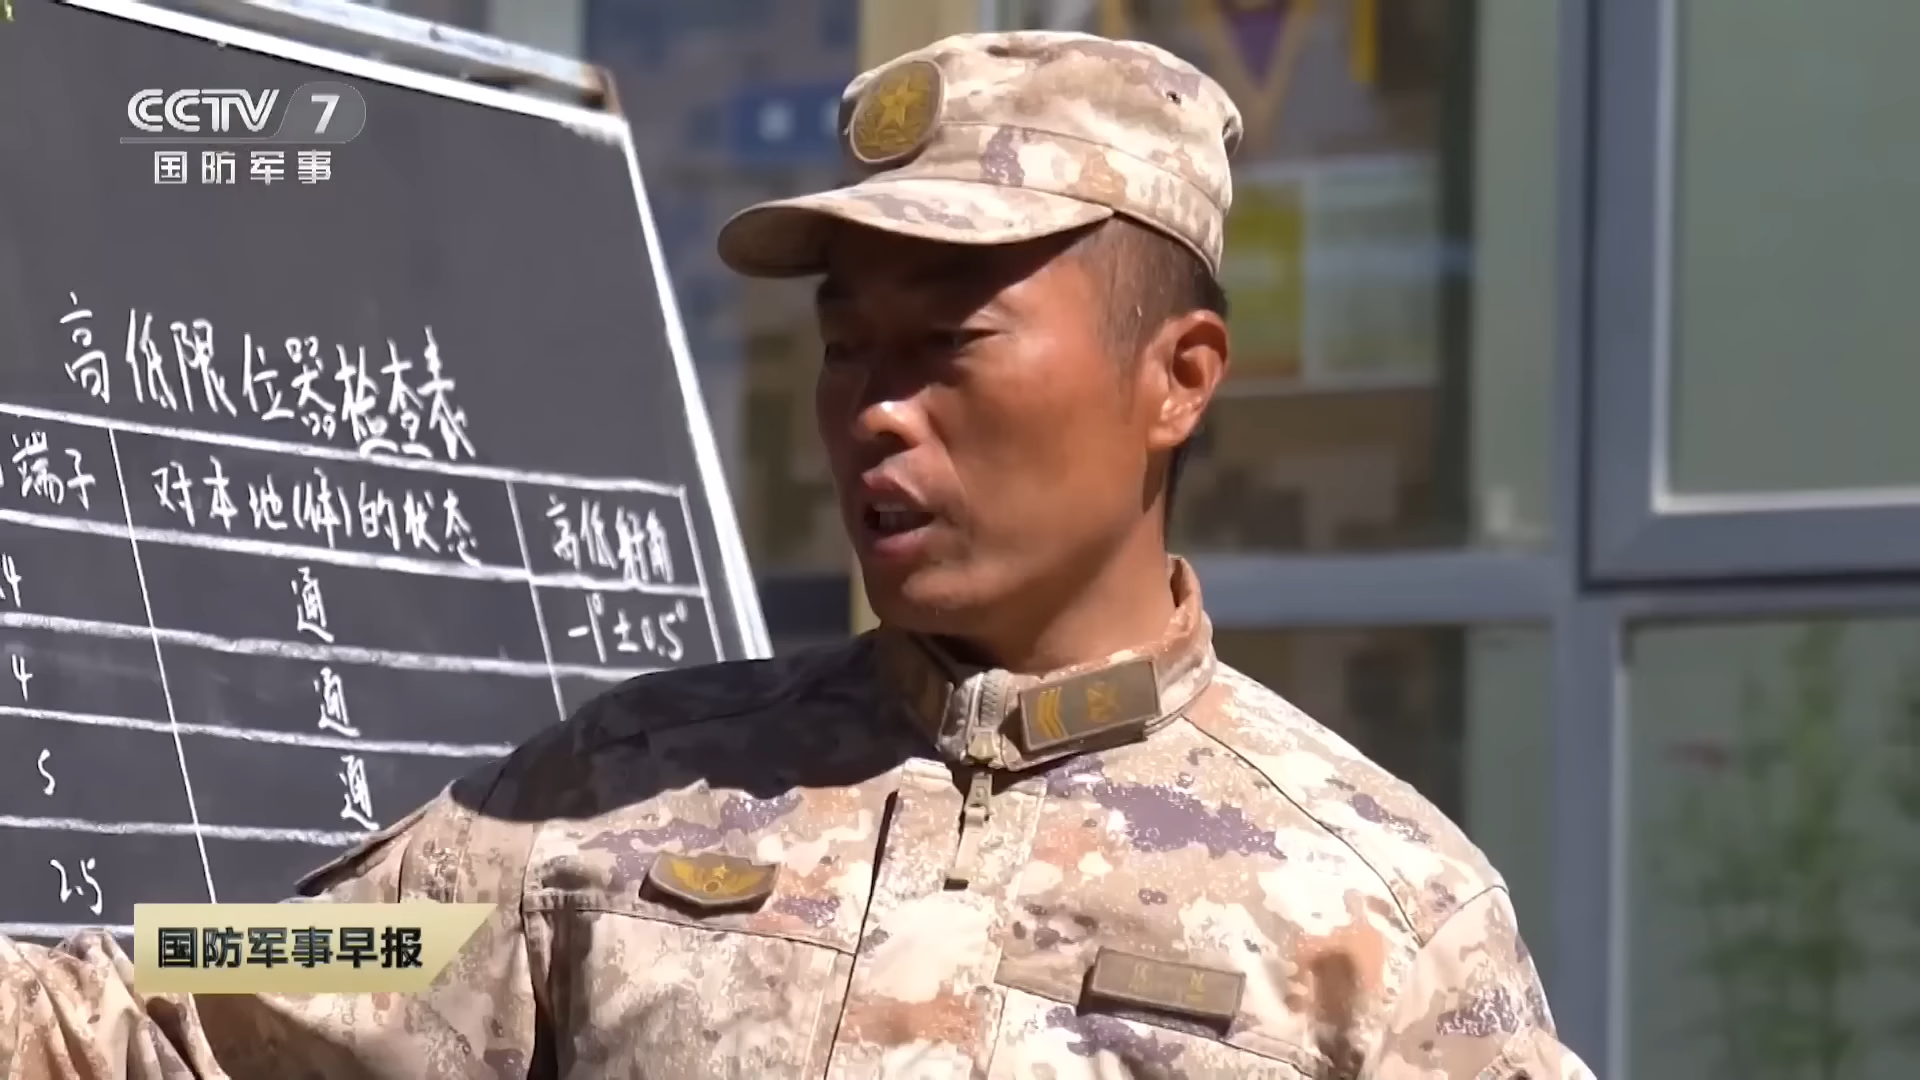 CCTV 7
国防军事
高低限位器检查表
端子 对本地(体)的状态 高低射角
4 通 -1°±0.5°
4 通
5 通
2.5
国防军事早报